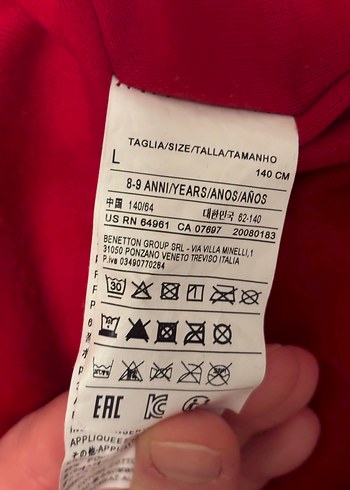 TAGLIA/SIZE/TALLA/TAMANHO
L
140 CM
8-9 ANNI/YEARS/ANOS/AÑOS
中国 140/64 대한민국 62-140
US RN 64961 CA 07697 20080183
BENETTON GROUP SRL - VIA VILLA MINELLI,1
31050 PONZANO VENETO TREVISO ITALIA
P.iva 03490770264
30
EAC
APPLIQUEES